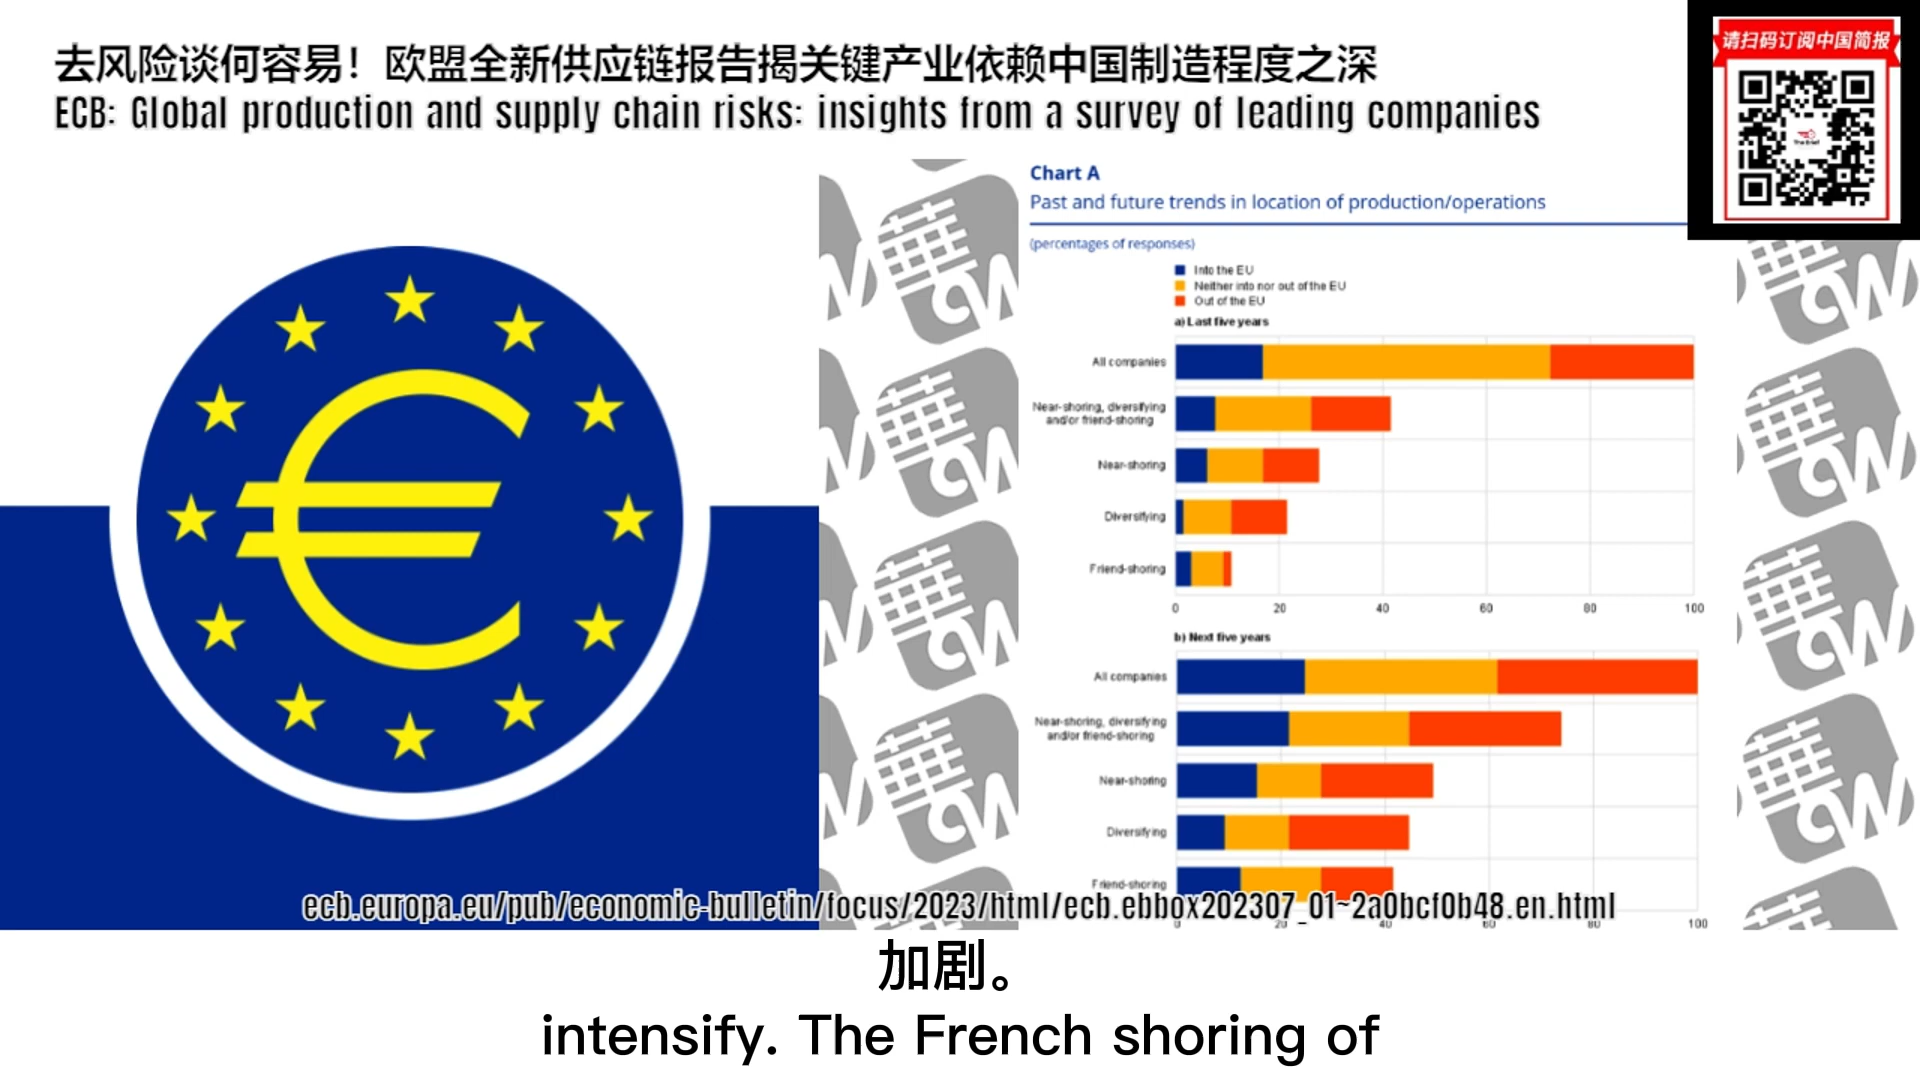 去风险谈何容易！欧盟全新供应链报告揭关键产业依赖中国制造程度之深
ECB: Global production and supply chain risks: insights from a survey of leading companies
请扫码订阅中国简报
Chart A
Past and future trends in location of production/operations
(percentages of responses)
Into the EU
Neither into nor out of the EU
Out of the EU
a) Last five years
All companies
Near-shoring, diversifying
and/or friend-shoring
Near-shoring
Diversifying
Friend-shoring
0 20 40 60 80 100
b) Next five years
All companies
Near-shoring, diversifying
and/or friend-shoring
Near-shoring
Diversifying
Friend-shoring
0 20 40 60 80 100
ecb.europa.eu/pub/economic-bulletin/focus/2023/html/ecb.ebbox202307_01~2a0bcf0b48.en.html
加剧。
intensify. The French shoring of